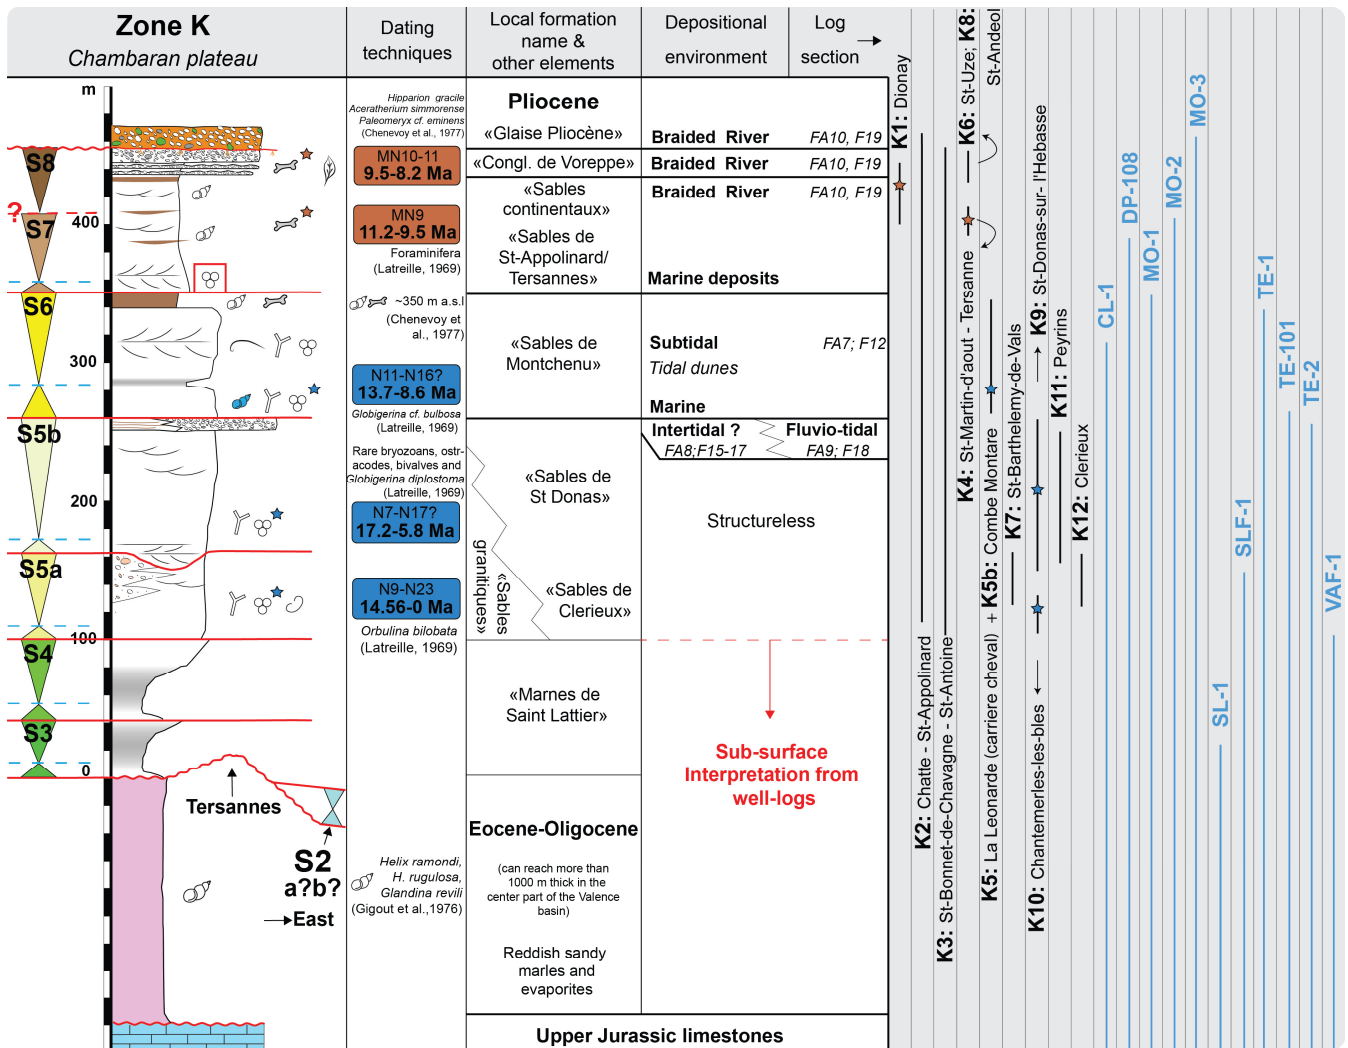 Zone K
Chambaran plateau
Dating
techniques
Local formation
name &
other elements
Depositional
environment
Log
section
m
400
300
200
100
0
S8
?
S7
S6
S5b
S5a
S4
S3
Tersannes
S2
a?b?
East
Hipparion gracile
Aceratherium simmorense
Paleomeryx cf. eminens
(Chenevoy et al., 1977)
MN10-11
9.5-8.2 Ma
MN9
11.2-9.5 Ma
Foraminifera
(Latreille, 1969)
~350 m a.s.l
(Chenevoy et
al., 1977)
N11-N16?
13.7-8.6 Ma
Globigerina cf. bulbosa
(Latreille, 1969)
Rare bryozoans, ostr-
acodes, bivalves and
Globigerina diplostoma
(Latreille, 1969)
N7-N17?
17.2-5.8 Ma
N9-N23
14.56-0 Ma
Orbulina bilobata
(Latreille, 1969)
Helix ramondi,
H. rugulosa,
Glandina revili
(Gigout et al.,1976)
Pliocene
«Glaise Pliocène»
«Congl. de Voreppe»
«Sables
continentaux»
«Sables de
St-Appolinard/
Tersannes»
«Sables de
Montchenu»
«Sables de
St Donas»
«Sables
granitiques»
«Sables de
Clerieux»
«Marnes de
Saint Lattier»
Eocene-Oligocene
(can reach more than
1000 m thick in the
center part of the Valence
basin)
Reddish sandy
marles and
evaporites
Upper Jurassic limestones
Braided River
FA10, F19
Braided River
FA10, F19
Braided River
FA10, F19
Marine deposits
Subtidal
FA7; F12
Tidal dunes
Marine
Intertidal ?
Fluvio-tidal
FA8;F15-17
FA9; F18
Structureless
Sub-surface
Interpretation from
well-logs
K1: Dionay
K2: Chatte - St-Appolinard
K3: St-Bonnet-de-Chavagne - St-Antoine
K4: St-Martin-d'aout - Tersanne
K6: St-Uze; K8:
St-Andeol
K5: La Leonarde (carriere cheval) + K5b: Combe Montare
K7: St-Barthelemy-de-Vals
K10: Chantemerles-les-bles
K9: St-Donas-sur- l'Hebasse
K11: Peyrins
K12: Clerieux
CL-1
DP-108
MO-1
MO-2
MO-3
SL-1
SLF-1
TE-1
TE-101
TE-2
VAF-1